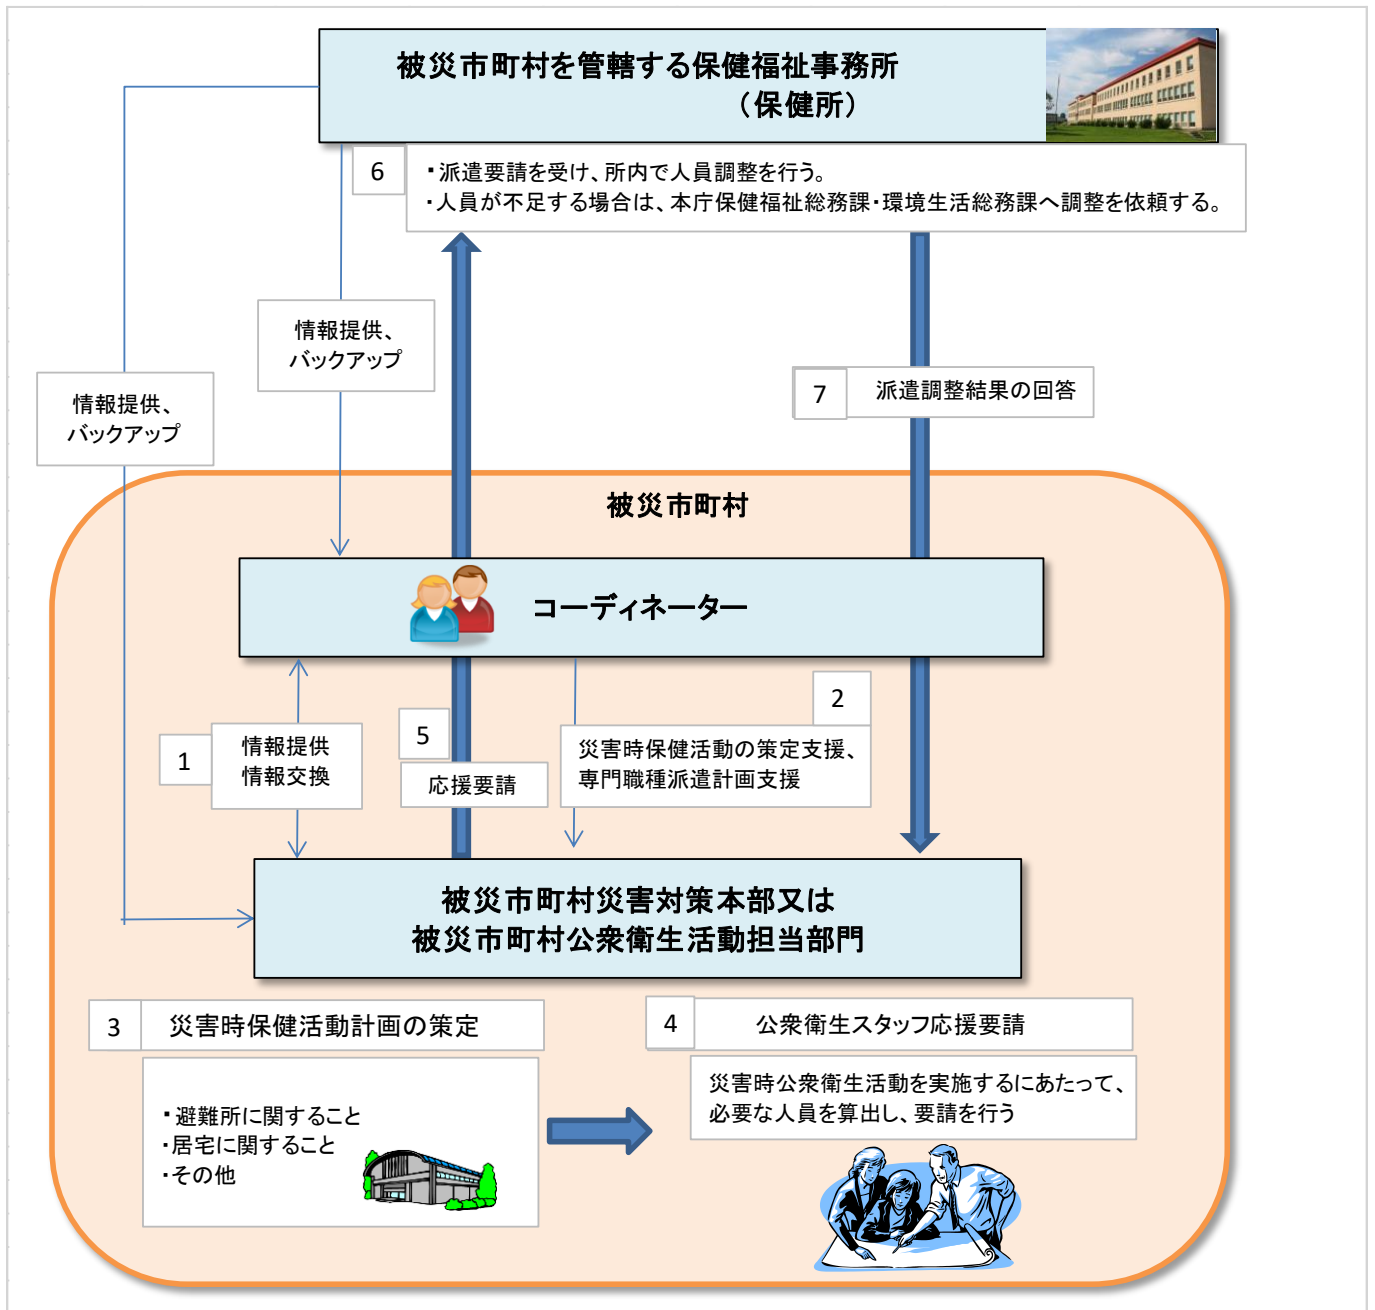 被災市町村を管轄する保健福祉事務所
（保健所）
6
・派遣要請を受け、所内で人員調整を行う。
・人員が不足する場合は、本庁保健福祉総務課・環境生活総務課へ調整を依頼する。
情報提供、
バックアップ
情報提供、
バックアップ
7
派遣調整結果の回答
被災市町村
コーディネーター
1
情報提供
情報交換
5
応援要請
2
災害時保健活動の策定支援、
専門職種派遣計画支援
被災市町村災害対策本部又は
被災市町村公衆衛生活動担当部門
3
災害時保健活動計画の策定
・避難所に関すること
・居宅に関すること
・その他
4
公衆衛生スタッフ応援要請
災害時公衆衛生活動を実施するにあたって、
必要な人員を算出し、要請を行う